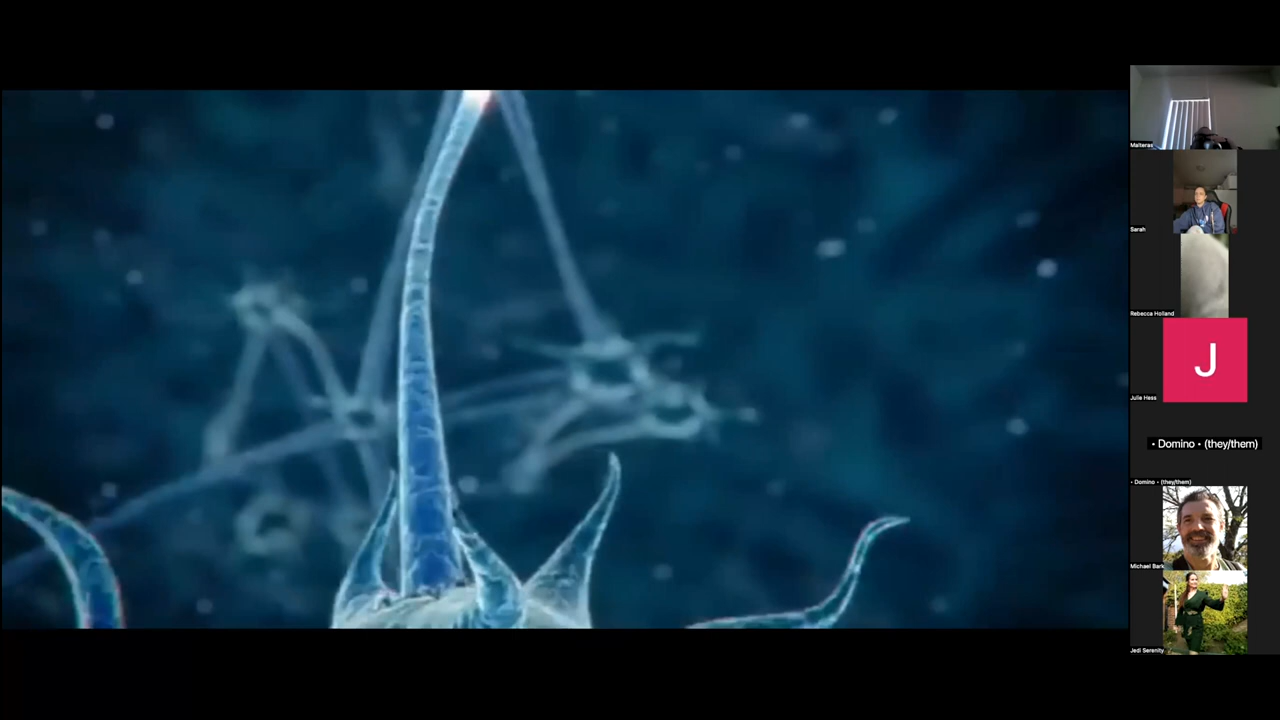 Malteras
Sarah
Rebecca Holland
J
Julie Hess
• Domino • (they/them)
• Domino • (they/them)
Michael Bark
Jedi Serenity